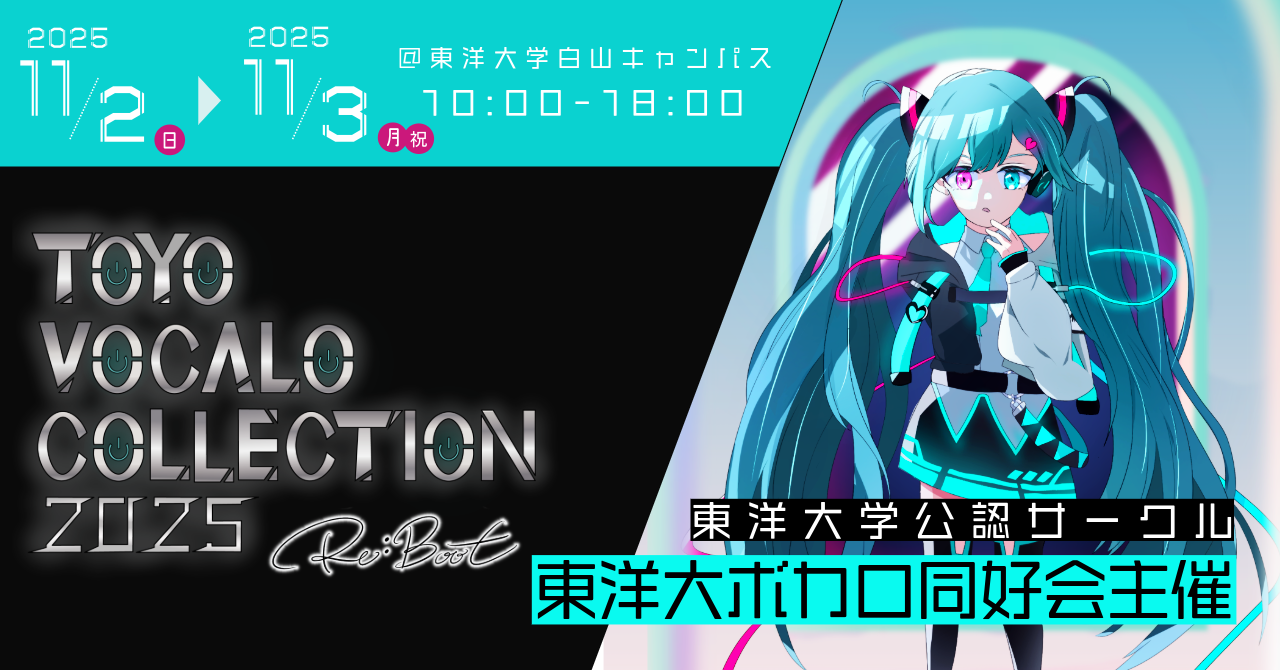 2025
11/2 日
2025
11/3 月祝
@東洋大学白山キャンパス
10:00-18:00
TOYO
VOCALO
COLLECTION
2025
Re:Boot
東洋大学公認サークル
東洋大ボカロ同好会主催